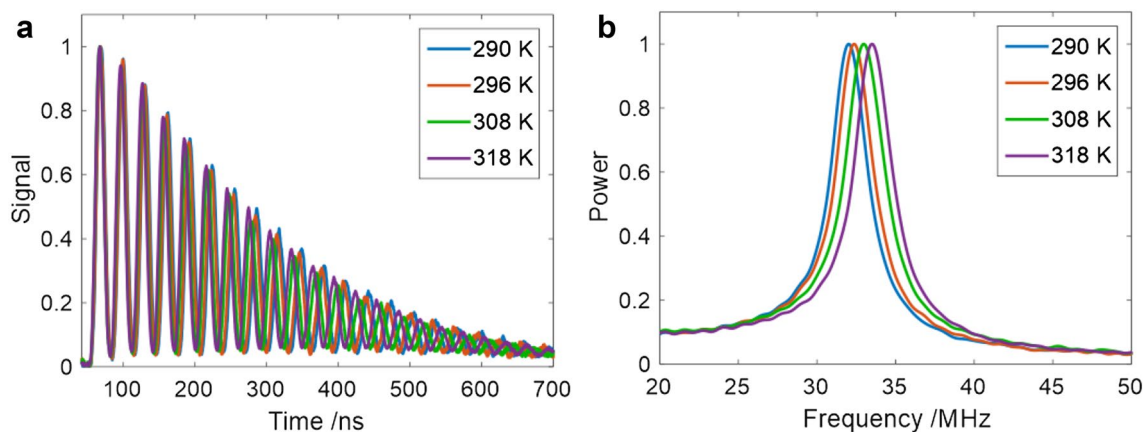 a
290 K
296 K
308 K
318 K
1
0.8
0.6
0.4
0.2
0
Signal
100 200 300 400 500 600 700
Time /ns
b
290 K
296 K
308 K
318 K
1
0.8
0.6
0.4
0.2
0
Power
20 25 30 35 40 45 50
Frequency /MHz